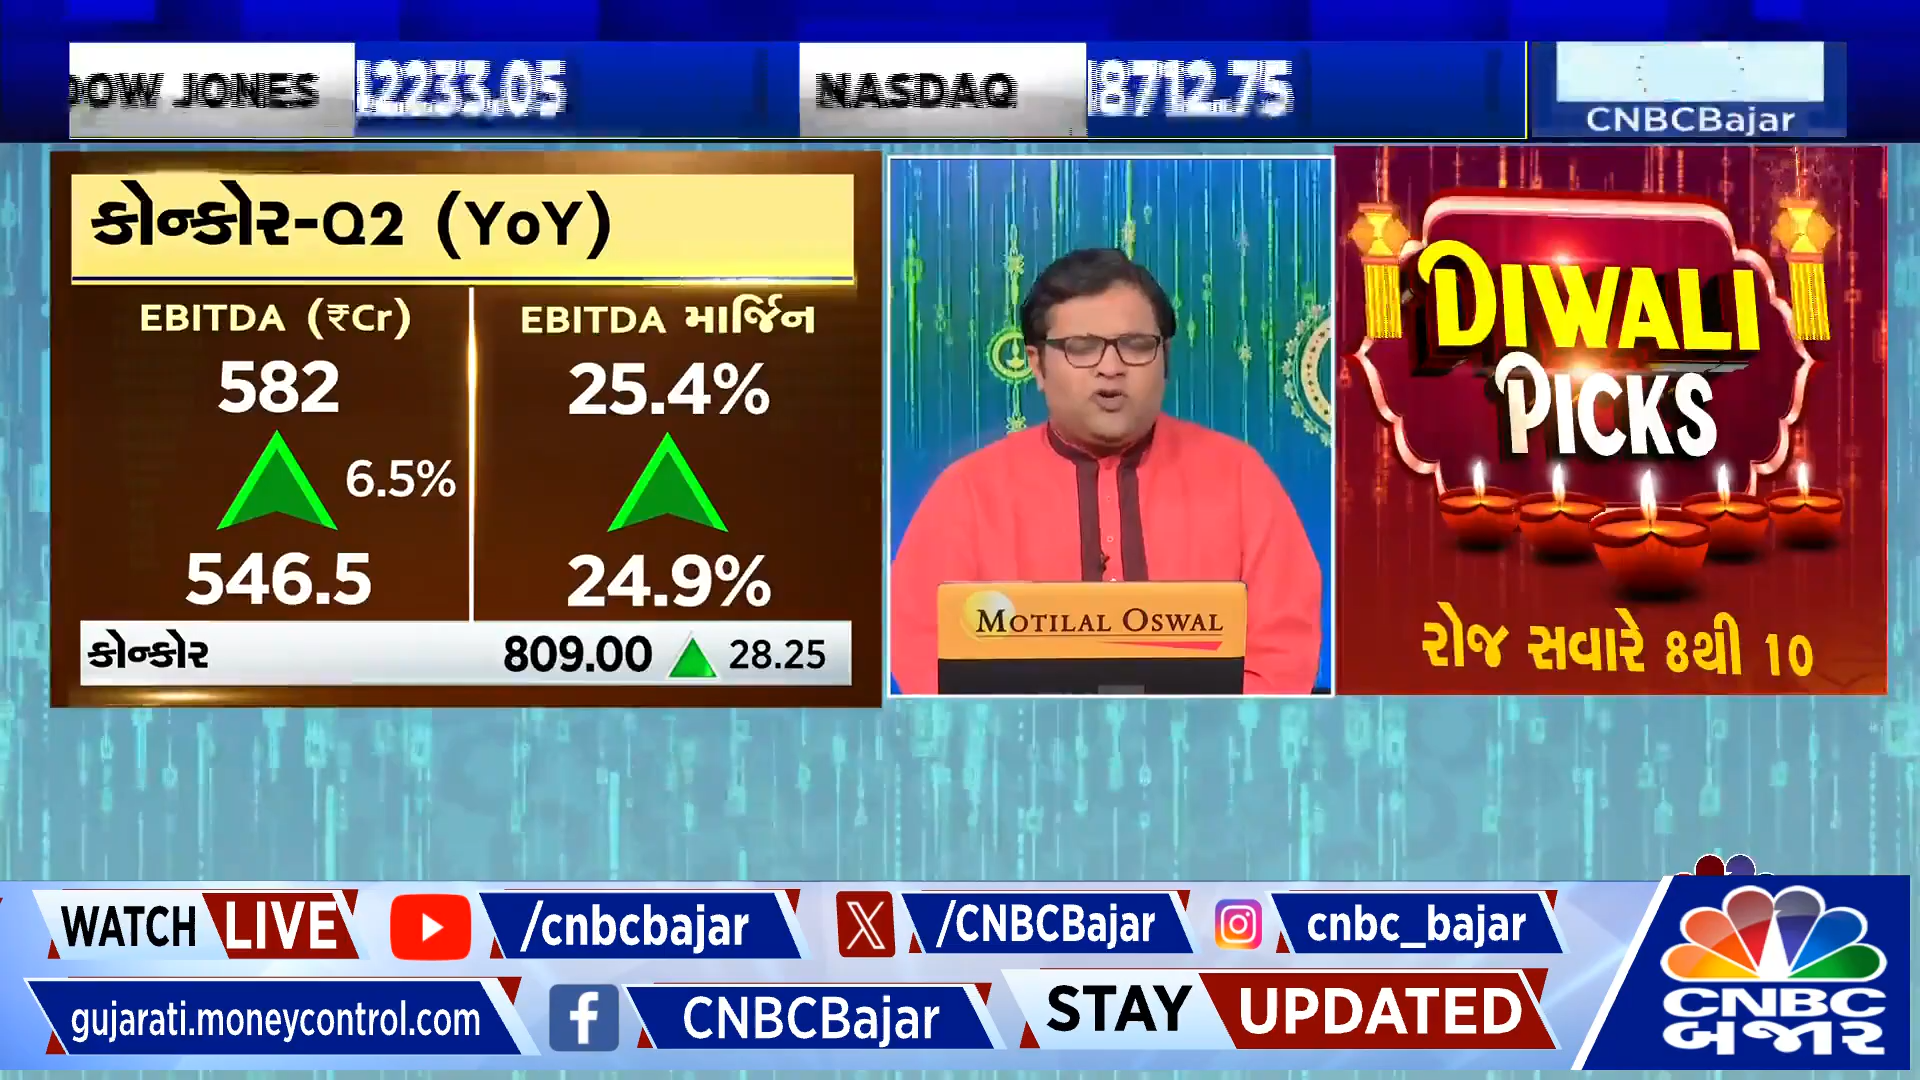 DOW JONES
NASDAQ 18712.75
CNBCBajar
કોન્કોર-Q2 (YoY)
EBITDA (₹Cr)
582
6.5%
546.5
EBITDA માર્જિન
25.4%
24.9%
કોન્કોર 809.00 28.25
MOTILAL OSWAL
DIWALI
PICKS
રોજ સવારે 8થી 10
WATCH LIVE /cnbcbajar /CNBCBajar cnbc_bajar
gujarati.moneycontrol.com CNBCBajar STAY UPDATED
CNBC
બજાર